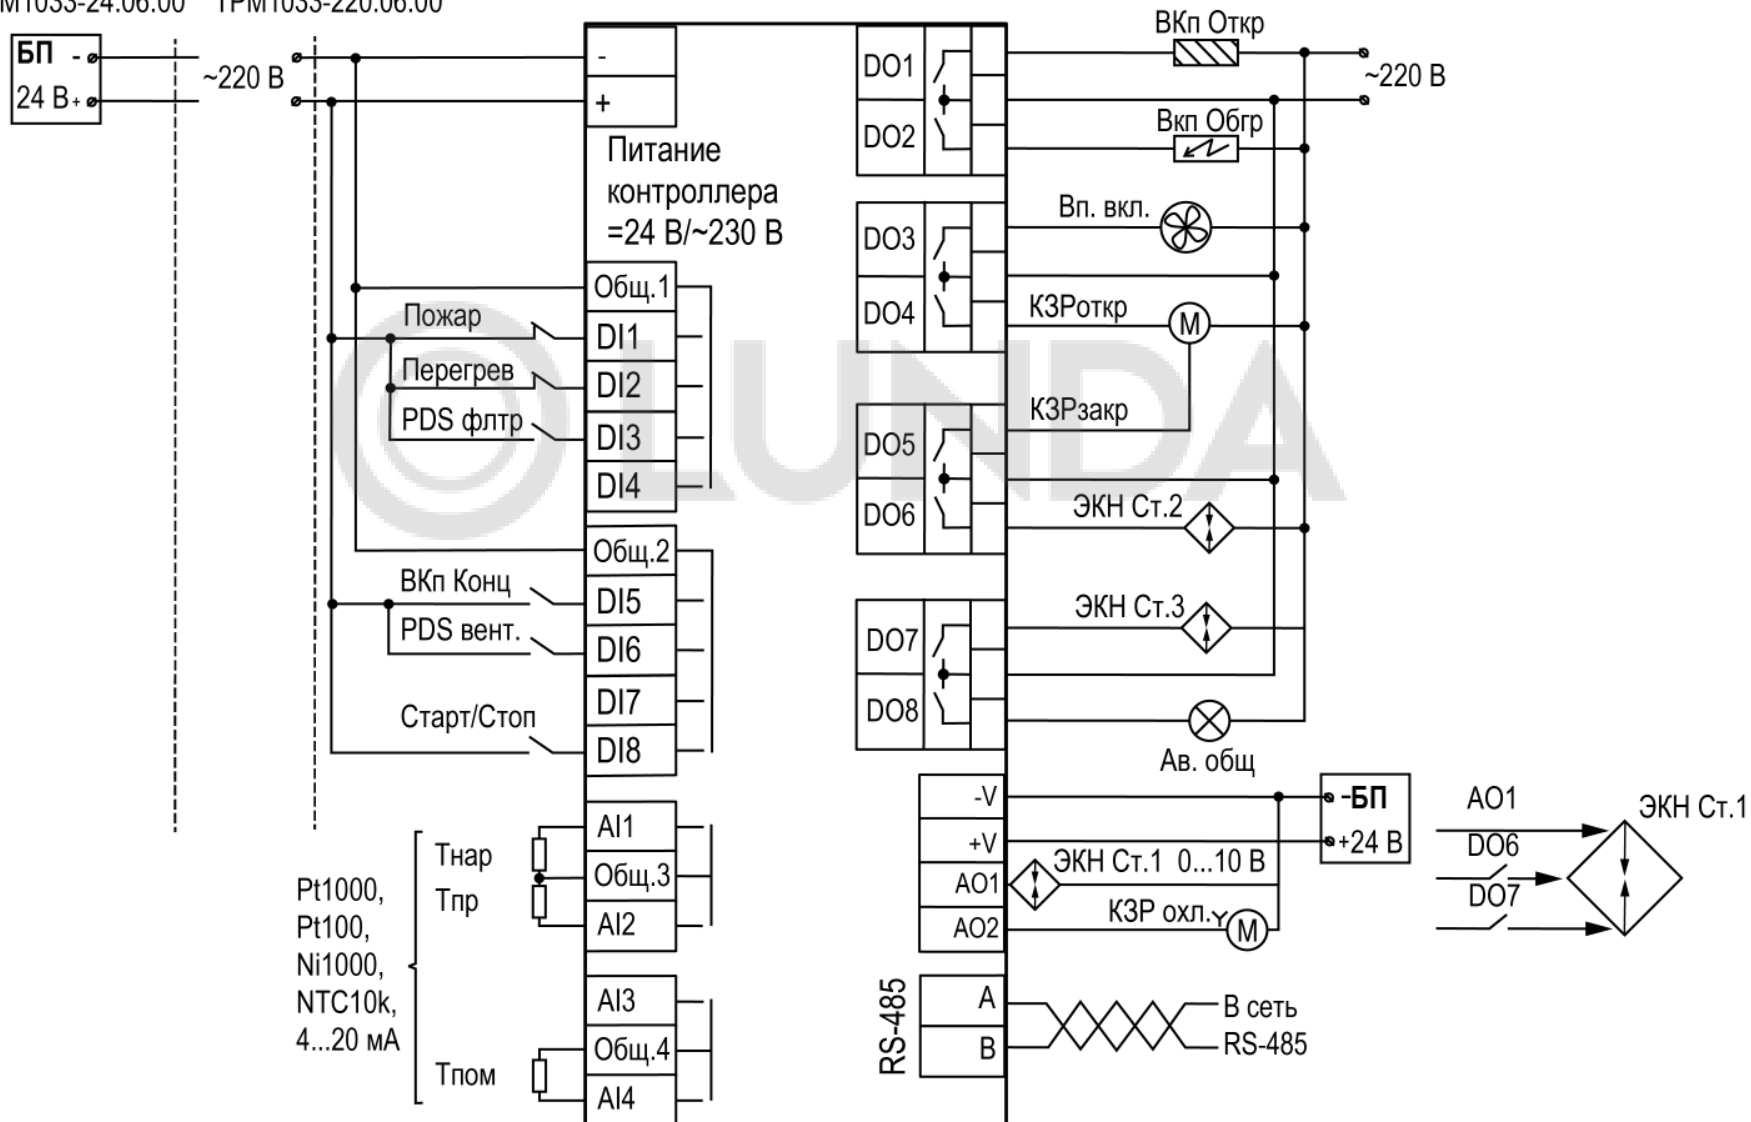 М1033-24.06.00 ТРМ1033-220.06.00
БП -
24 В+
~220 В
-
+
Питание
контроллера
=24 В/~230 В
Общ.1
Пожар
DI1
Перегрев
DI2
PDS флтр
DI3
DI4
Общ.2
ВКп Конц
DI5
PDS вент.
DI6
DI7
Старт/Стоп
DI8
AI1
Тнар
Общ.3
Тпр
AI2
Pt1000,
Pt100,
Ni1000,
NTC10k,
4...20 мА
AI3
Общ.4
Тпом
AI4
LUNDA
DO1
ВКп Откр
~220 В
DO2
Вкп Обгр
DO3
Вп. вкл.
DO4
КЗРоткр
М
DO5
КЗРзакр
DO6
ЭКН Ст.2
DO7
ЭКН Ст.3
DO8
Ав. общ
-V
-БП
+V
+24 В
AO1
ЭКН Ст.1 0...10 В
AO2
КЗР охл.
М
RS-485
A
B
В сеть
RS-485
AO1
ЭКН Ст.1
DO6
DO7